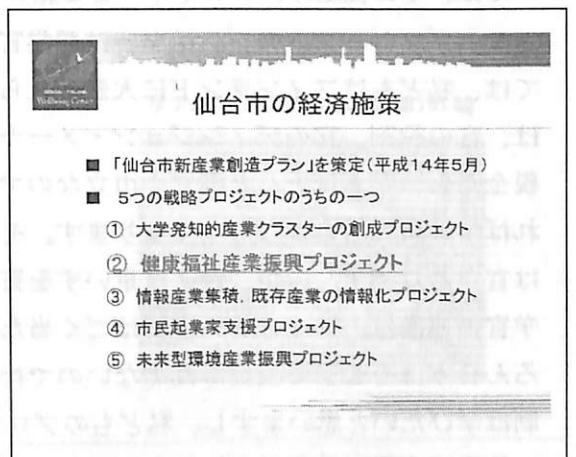 Wellbeing Center
仙台市の経済施策
■ 「仙台市新産業創造プラン」を策定(平成14年5月)
■ 5つの戦略プロジェクトのうちの一つ
① 大学発知的産業クラスターの創成プロジェクト
② 健康福祉産業振興プロジェクト
③ 情報産業集積,既存産業の情報化プロジェクト
④ 市民起業家支援プロジェクト
⑤ 未来型環境産業振興プロジェクト